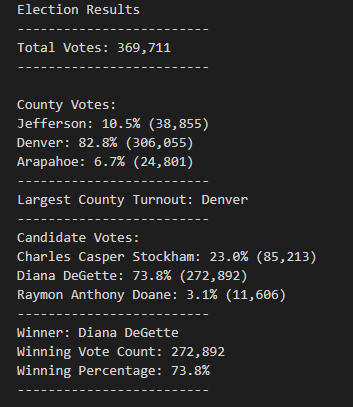 Election Results
-------------------------
Total Votes: 369,711
-------------------------
County Votes:
Jefferson: 10.5% (38,855)
Denver: 82.8% (306,055)
Arapahoe: 6.7% (24,801)
-------------------------
Largest County Turnout: Denver
-------------------------
Candidate Votes:
Charles Casper Stockham: 23.0% (85,213)
Diana DeGette: 73.8% (272,892)
Raymon Anthony Doane: 3.1% (11,606)
-------------------------
Winner: Diana DeGette
Winning Vote Count: 272,892
Winning Percentage: 73.8%
-------------------------